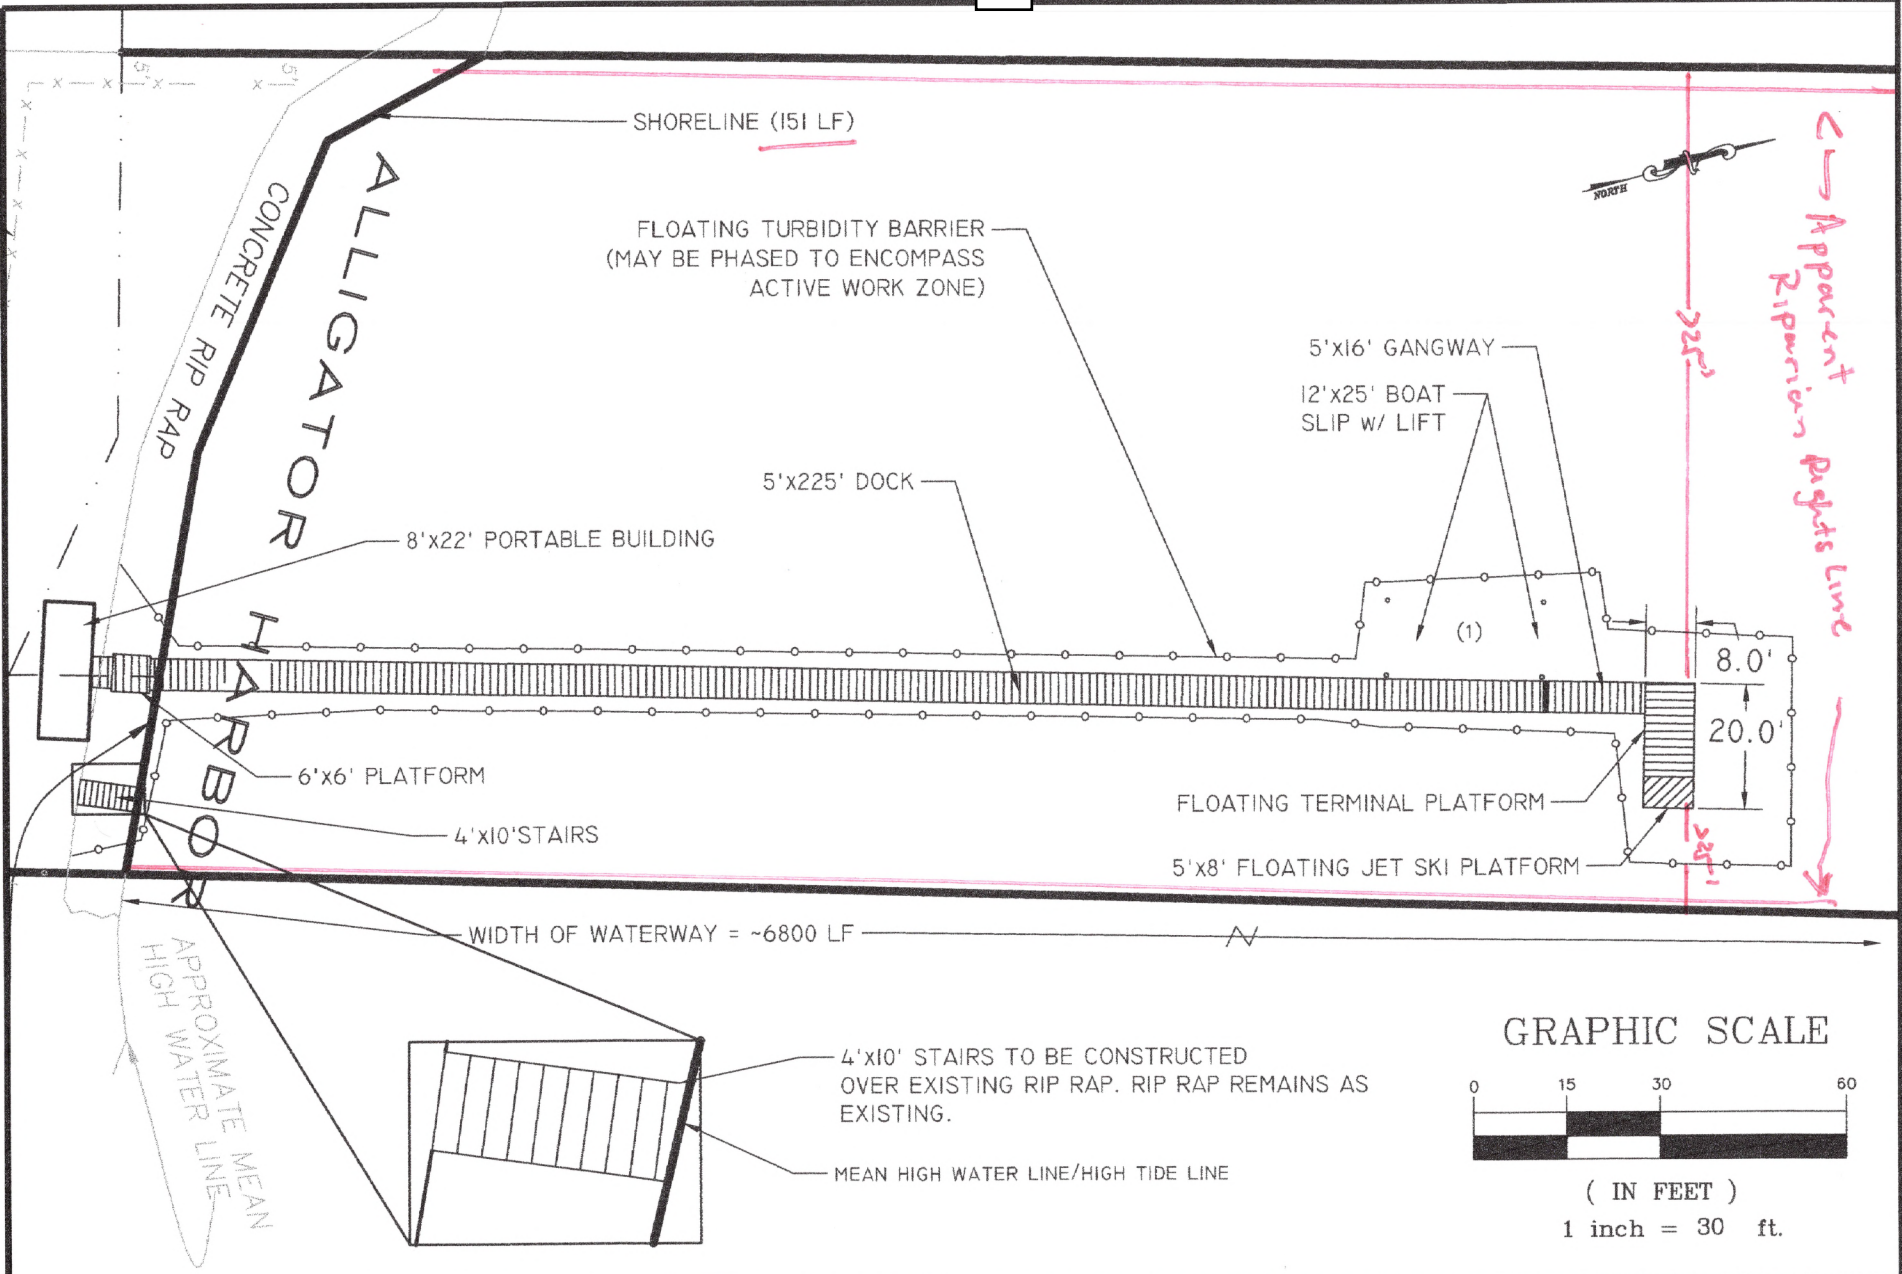 5'
5'
SHORELINE (151 LF)
CONCRETE RIP RAP
ALLIGATOR HARBOR
FLOATING TURBIDITY BARRIER
(MAY BE PHASED TO ENCOMPASS
ACTIVE WORK ZONE)
NORTH
← Apparent
Riparian Rights Line →
>25'
5'x16' GANGWAY
12'x25' BOAT
SLIP w/ LIFT
5'x225' DOCK
8'x22' PORTABLE BUILDING
(1)
8.0'
20.0'
6'x6' PLATFORM
FLOATING TERMINAL PLATFORM
4'x10'STAIRS
5'x8' FLOATING JET SKI PLATFORM
>25'
WIDTH OF WATERWAY = ~6800 LF
APPROXIMATE MEAN
HIGH WATER LINE
4'x10' STAIRS TO BE CONSTRUCTED
OVER EXISTING RIP RAP. RIP RAP REMAINS AS
EXISTING.
MEAN HIGH WATER LINE/HIGH TIDE LINE
GRAPHIC SCALE
0 15 30 60
( IN FEET )
1 inch = 30 ft.